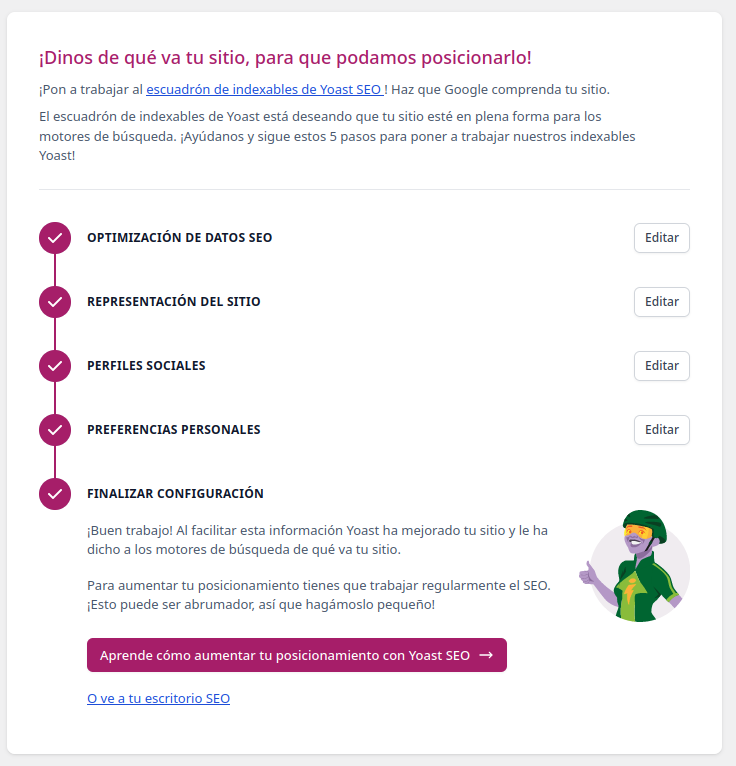 ¡Dinos de qué va tu sitio, para que podamos posicionarlo!
¡Pon a trabajar al escuadrón de indexables de Yoast SEO ! Haz que Google comprenda tu sitio.
El escuadrón de indexables de Yoast está deseando que tu sitio esté en plena forma para los
motores de búsqueda. ¡Ayúdanos y sigue estos 5 pasos para poner a trabajar nuestros indexables
Yoast!
OPTIMIZACIÓN DE DATOS SEO Editar
REPRESENTACIÓN DEL SITIO Editar
PERFILES SOCIALES Editar
PREFERENCIAS PERSONALES Editar
FINALIZAR CONFIGURACIÓN
¡Buen trabajo! Al facilitar esta información Yoast ha mejorado tu sitio y le ha
dicho a los motores de búsqueda de qué va tu sitio.
Para aumentar tu posicionamiento tienes que trabajar regularmente el SEO.
¡Esto puede ser abrumador, así que hagámoslo pequeño!
Aprende cómo aumentar tu posicionamiento con Yoast SEO →
O ve a tu escritorio SEO